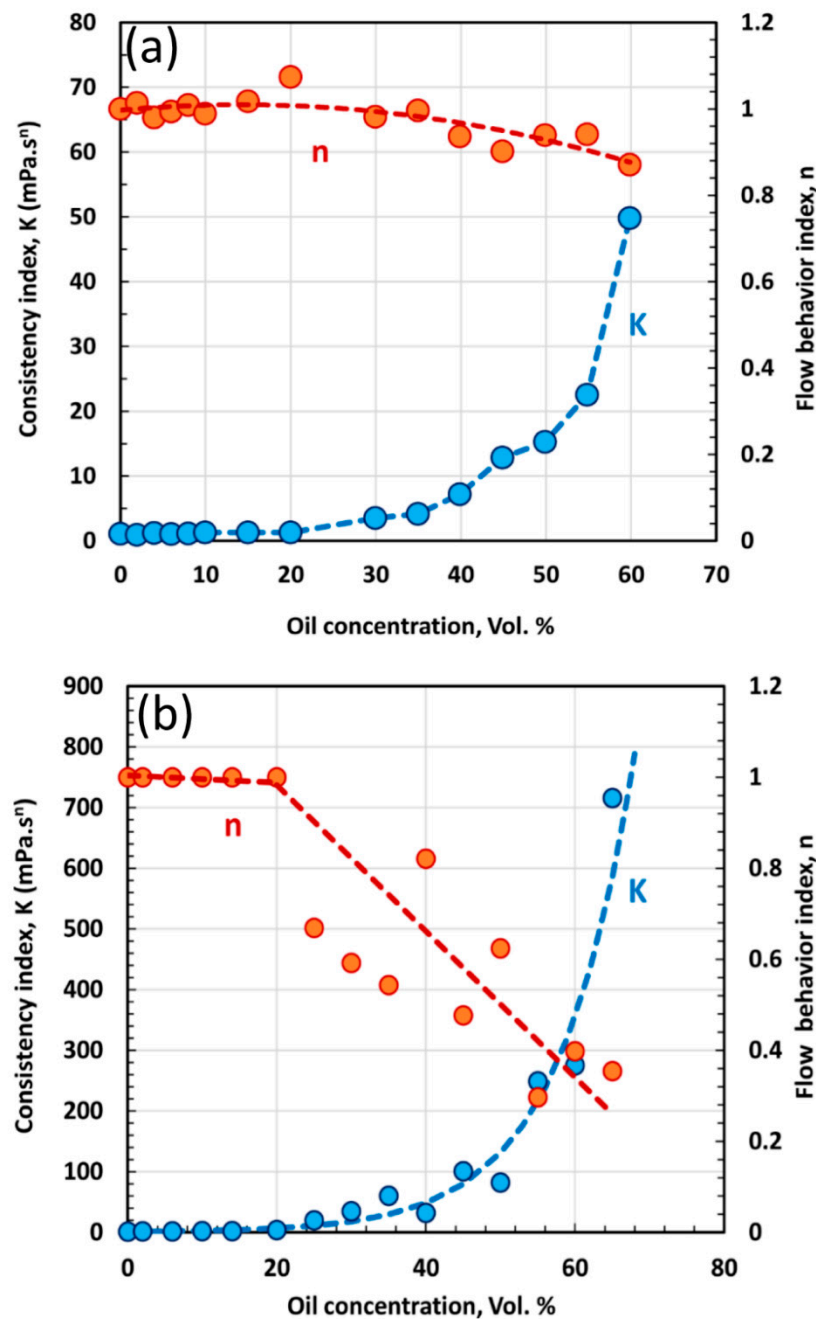 (a)
80
70
60
50
40
30
20
10
0
Consistency index, K (mPa.sⁿ)
n
K
1.2
1
0.8
0.6
0.4
0.2
0
Flow behavior index, n
0 10 20 30 40 50 60 70
Oil concentration, Vol. %
(b)
900
800
700
600
500
400
300
200
100
0
Consistency index, K (mPa.sⁿ)
n
K
1.2
1
0.8
0.6
0.4
0.2
0
Flow behavior index, n
0 20 40 60 80
Oil concentration, Vol. %